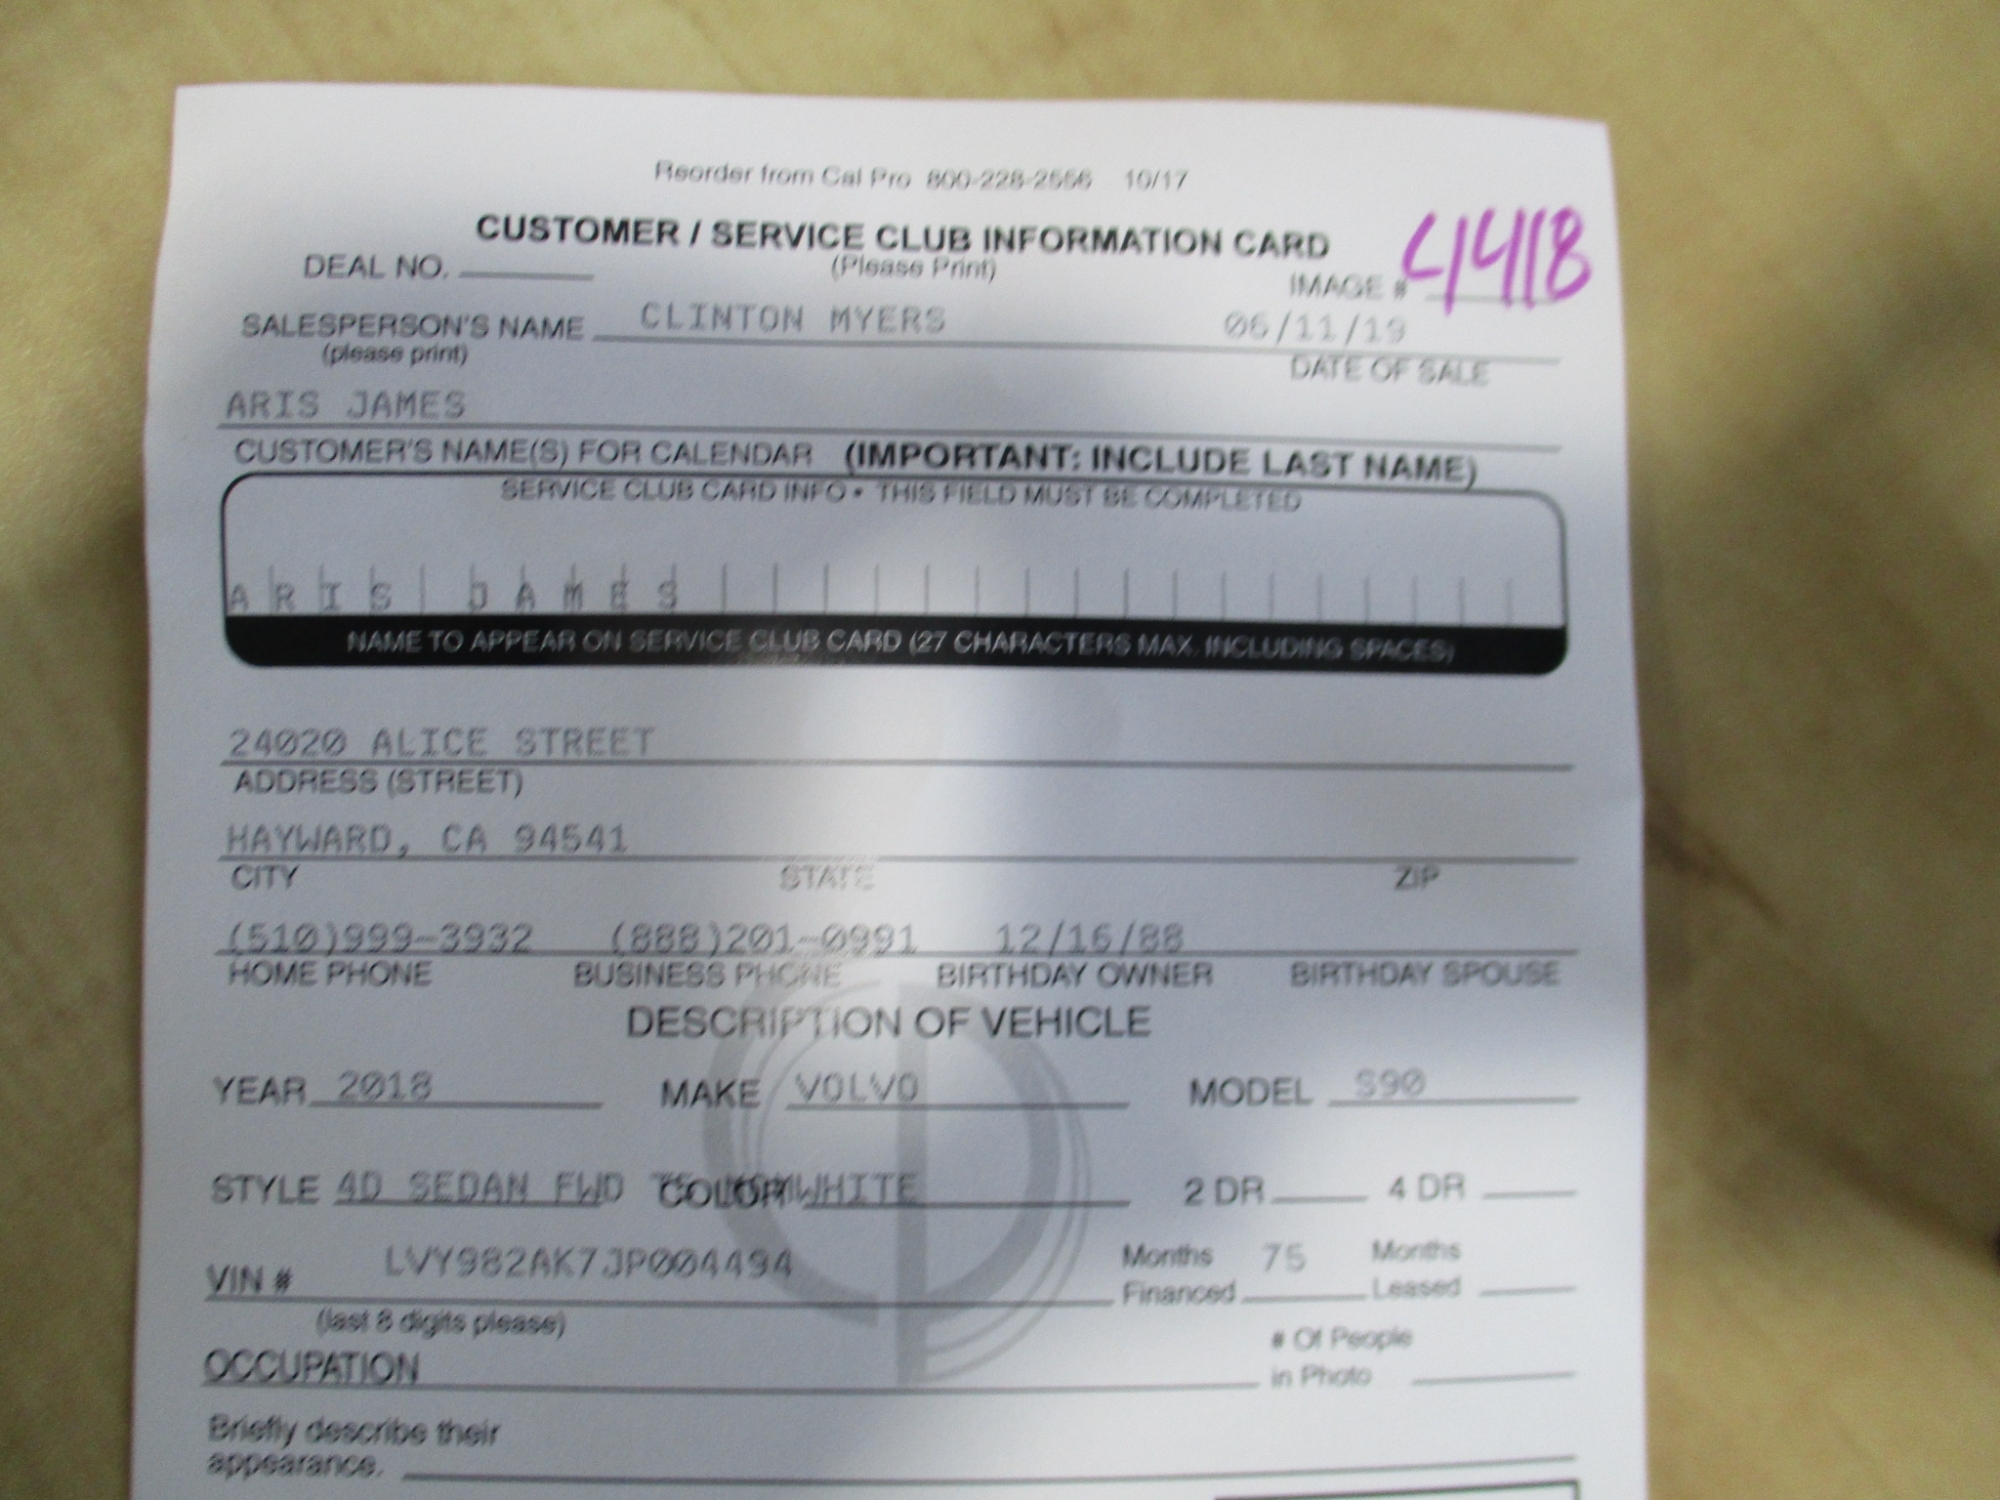 Reorder from Cal Pro 800-228-2556 10/17
CUSTOMER / SERVICE CLUB INFORMATION CARD
(Please Print)
DEAL NO.
IMAGE # 4418
SALESPERSON'S NAME CLINTON MYERS 06/11/19
(please print) DATE OF SALE
ARIS JAMES
CUSTOMER'S NAME(S) FOR CALENDAR (IMPORTANT: INCLUDE LAST NAME)
SERVICE CLUB CARD INFO • THIS FIELD MUST BE COMPLETED
ARIS JAMES
NAME TO APPEAR ON SERVICE CLUB CARD (27 CHARACTERS MAX. INCLUDING SPACES)
24020 ALICE STREET
ADDRESS (STREET)
HAYWARD, CA 94541
CITY STATE ZIP
(510)999-3932 (888)201-0991 12/16/88
HOME PHONE BUSINESS PHONE BIRTHDAY OWNER BIRTHDAY SPOUSE
DESCRIPTION OF VEHICLE
YEAR 2018 MAKE VOLVO MODEL S90
STYLE 4D SEDAN FWD COLOR WHITE 2 DR 4 DR
VIN # LVY982AK7JP004494 Months Financed 75 Months Leased
(last 8 digits please)
# Of People in Photo
OCCUPATION
Briefly describe their
appearance.